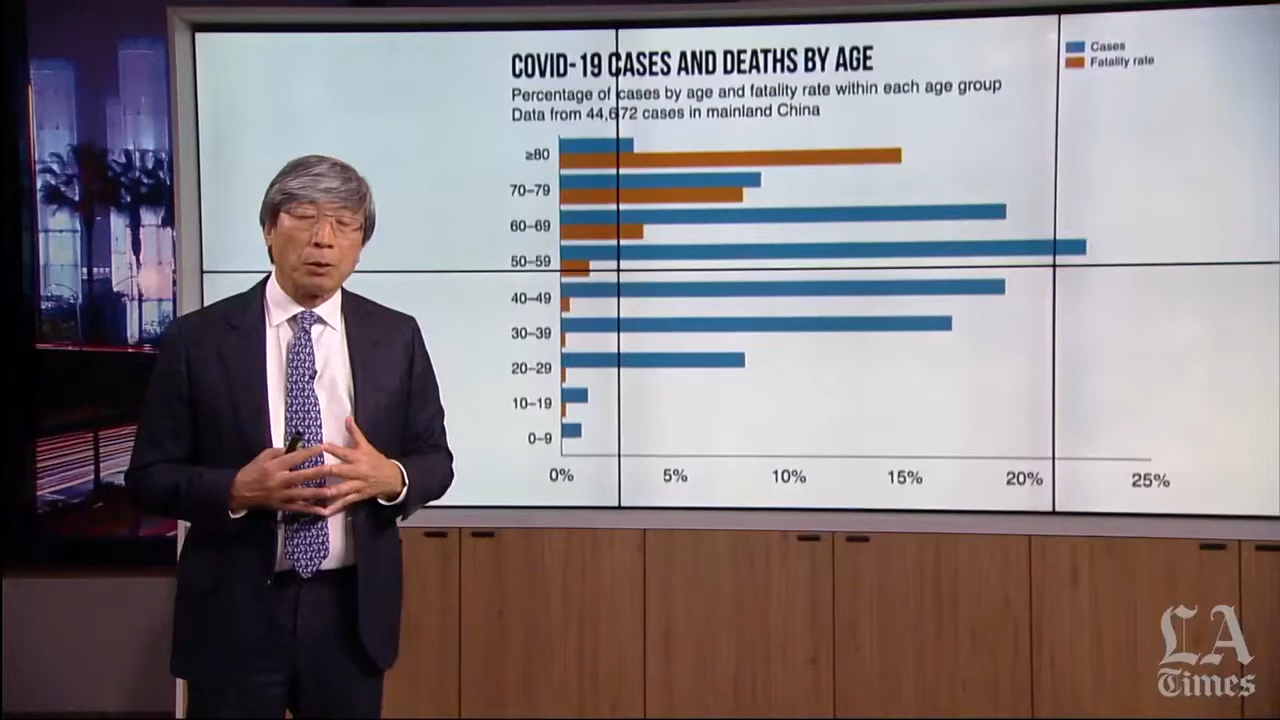 COVID-19 CASES AND DEATHS BY AGE
Percentage of cases by age and fatality rate within each age group
Data from 44,672 cases in mainland China
Cases
Fatality rate
≥80
70–79
60–69
50–59
40–49
30–39
20–29
10–19
0–9
0% 5% 10% 15% 20% 25%
LA
Times